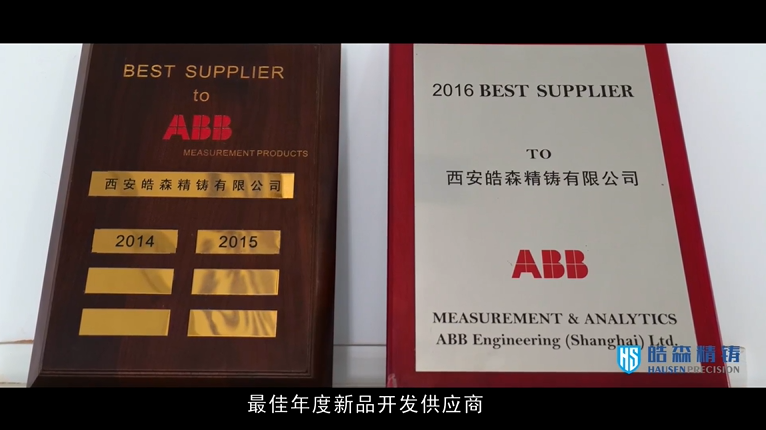 BEST SUPPLIER
to
ABB
MEASUREMENT PRODUCTS
西安皓森精铸有限公司
2014
2015
2016 BEST SUPPLIER
TO
西安皓森精铸有限公司
ABB
MEASUREMENT & ANALYTICS
ABB Engineering (Shanghai) Ltd.
HS 皓森精铸
HAUSEN PRECISION
最佳年度新品开发供应商